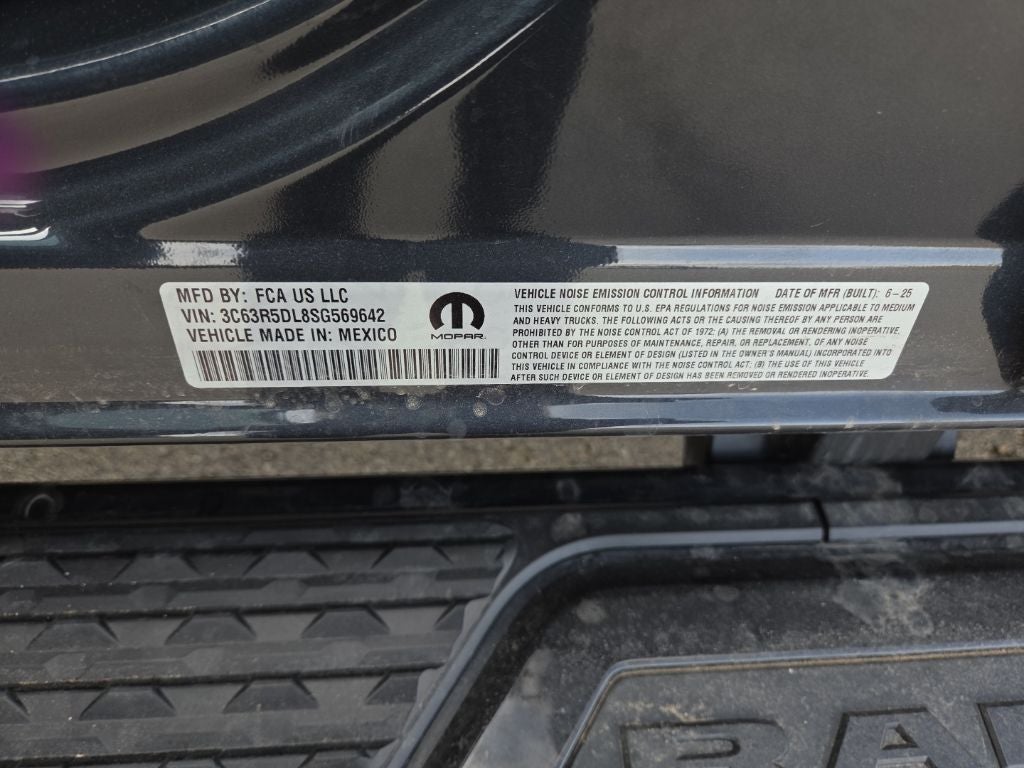 MFD BY: FCA US LLC
VIN: 3C63R5DL8SG569642
VEHICLE MADE IN: MEXICO
MOPAR
VEHICLE NOISE EMISSION CONTROL INFORMATION DATE OF MFR (BUILT): 6-25
THIS VEHICLE CONFORMS TO U.S. EPA REGULATIONS FOR NOISE EMISSION APPLICABLE TO MEDIUM
AND HEAVY TRUCKS. THE FOLLOWING ACTS OR THE CAUSING THEREOF BY ANY PERSON ARE
PROHIBITED BY THE NOISE CONTROL ACT OF 1972: (A) THE REMOVAL OR RENDERING INOPERATIVE,
OTHER THAN FOR PURPOSES OF MAINTENANCE, REPAIR, OR REPLACEMENT, OF ANY NOISE
CONTROL DEVICE OR ELEMENT OF DESIGN (LISTED IN THE OWNER'S MANUAL) INCORPORATED INTO
THIS VEHICLE IN COMPLIANCE WITH THE NOISE CONTROL ACT; (B) THE USE OF THIS VEHICLE
AFTER SUCH DEVICE OR ELEMENT OF DESIGN HAS BEEN REMOVED OR RENDERED INOPERATIVE.
RAM